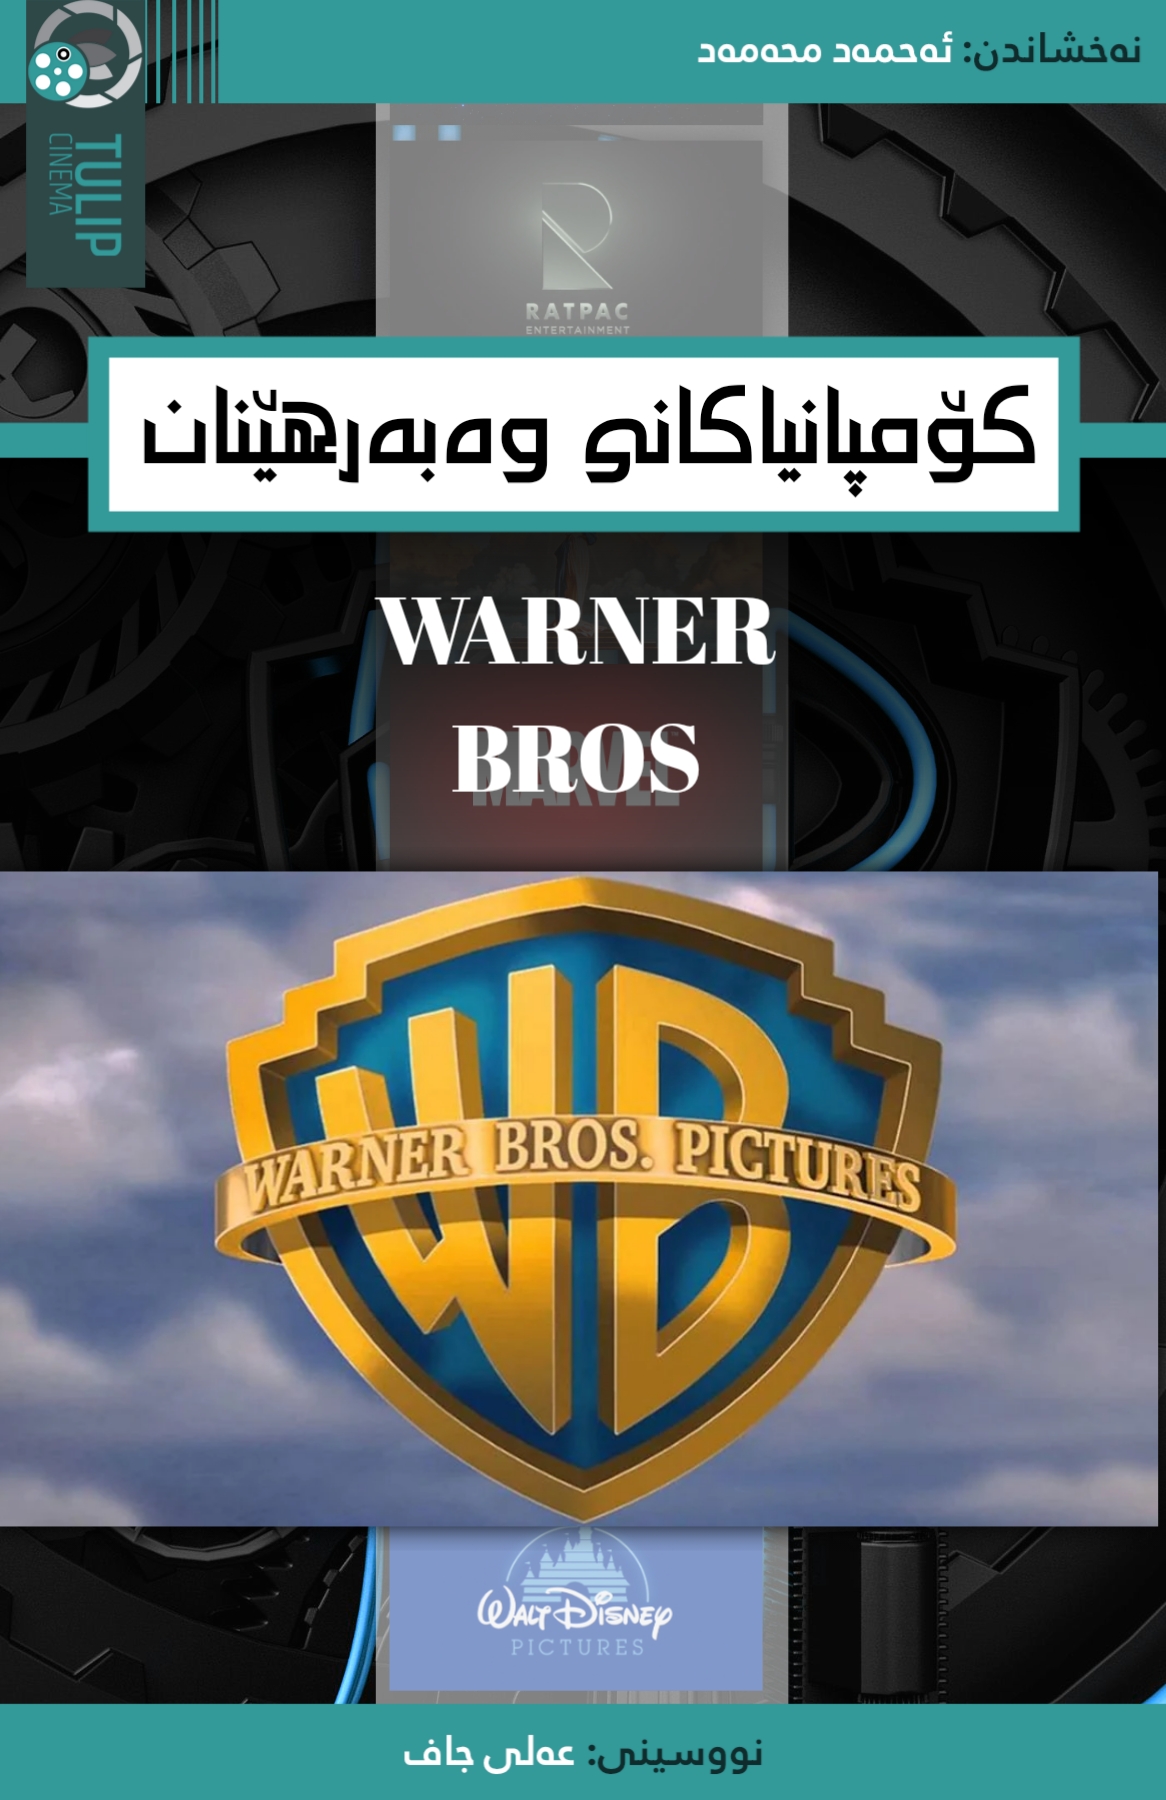 نەخشاندن: ئەحمەد محەمەد
TULIP
CINEMA
RATPAC
ENTERTAINMENT
کۆمپانیاکانی وەبەرهێنان
WARNER
BROS
MARVEL
WARNER BROS. PICTURES
WALT DISNEY
PICTURES
نووسینی: عەلی جاف